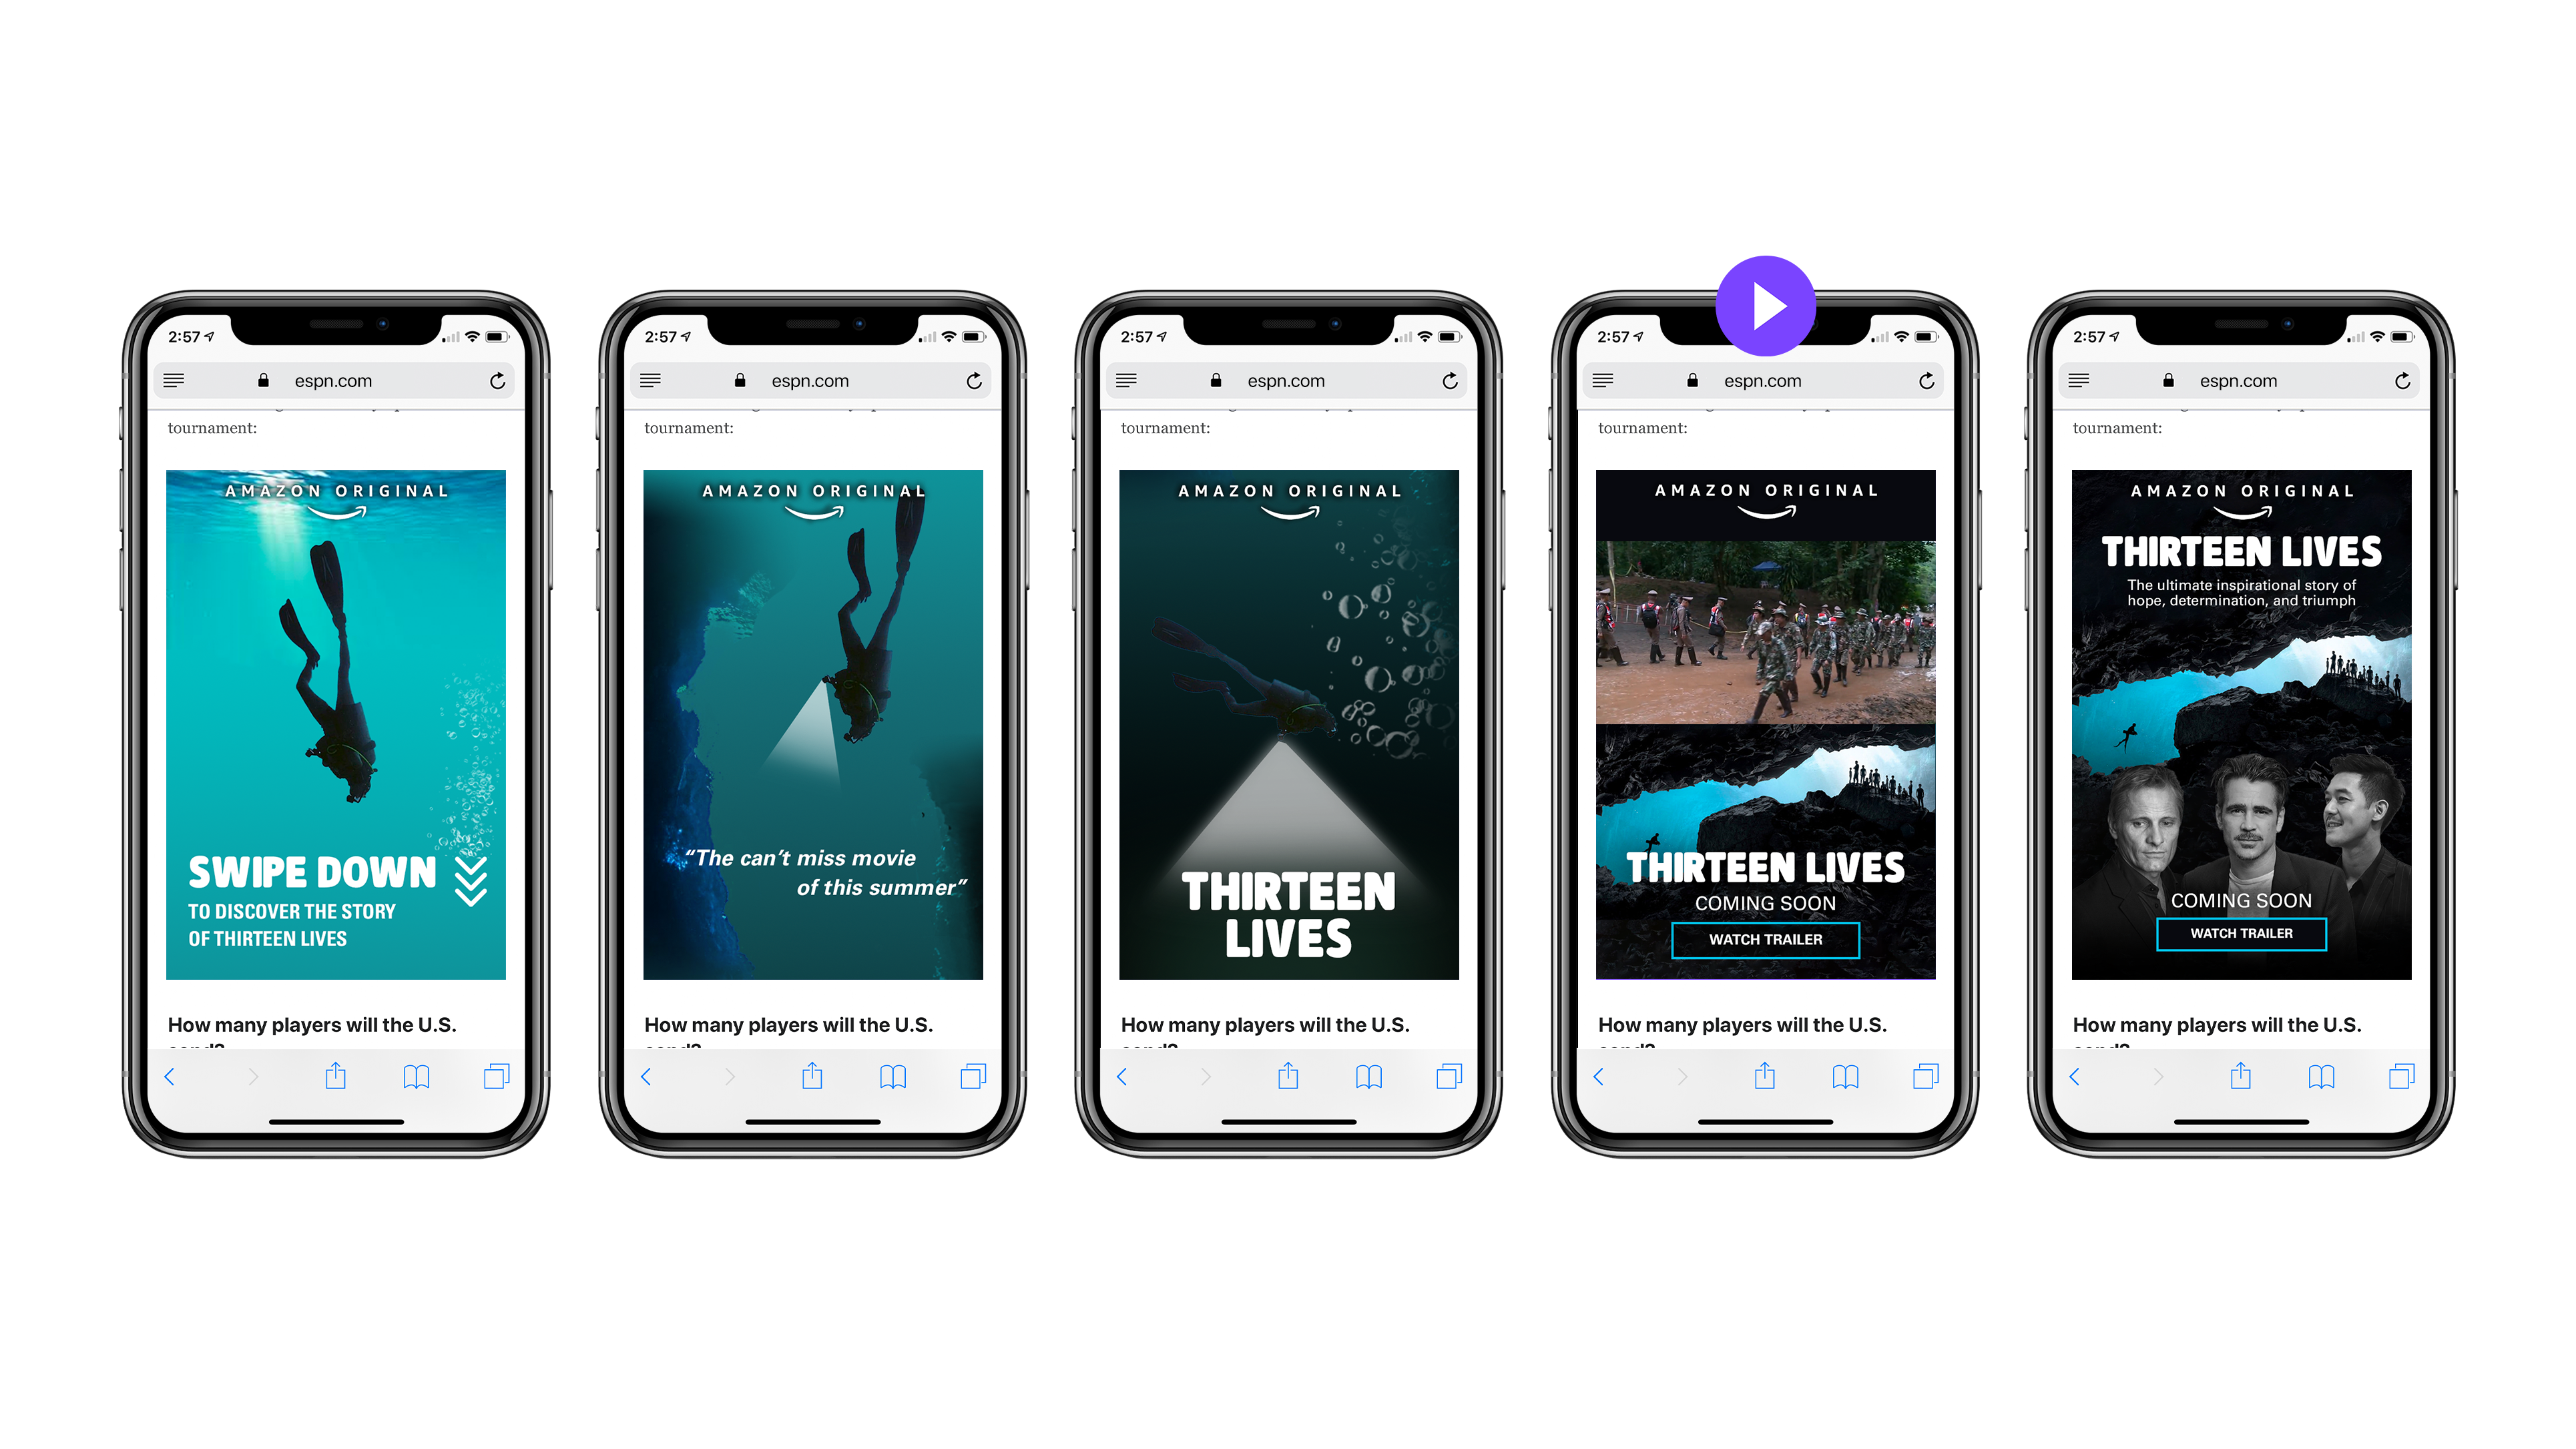 2:57
espn.com
tournament:
AMAZON ORIGINAL
SWIPE DOWN
TO DISCOVER THE STORY
OF THIRTEEN LIVES
How many players will the U.S.
send?
2:57
espn.com
tournament:
AMAZON ORIGINAL
“The can’t miss movie
of this summer”
How many players will the U.S.
send?
2:57
espn.com
tournament:
AMAZON ORIGINAL
THIRTEEN
LIVES
How many players will the U.S.
send?
2:57
espn.com
tournament:
AMAZON ORIGINAL
THIRTEEN LIVES
COMING SOON
WATCH TRAILER
How many players will the U.S.
send?
2:57
espn.com
tournament:
AMAZON ORIGINAL
THIRTEEN LIVES
The ultimate inspirational story of
hope, determination, and triumph
COMING SOON
WATCH TRAILER
How many players will the U.S.
send?